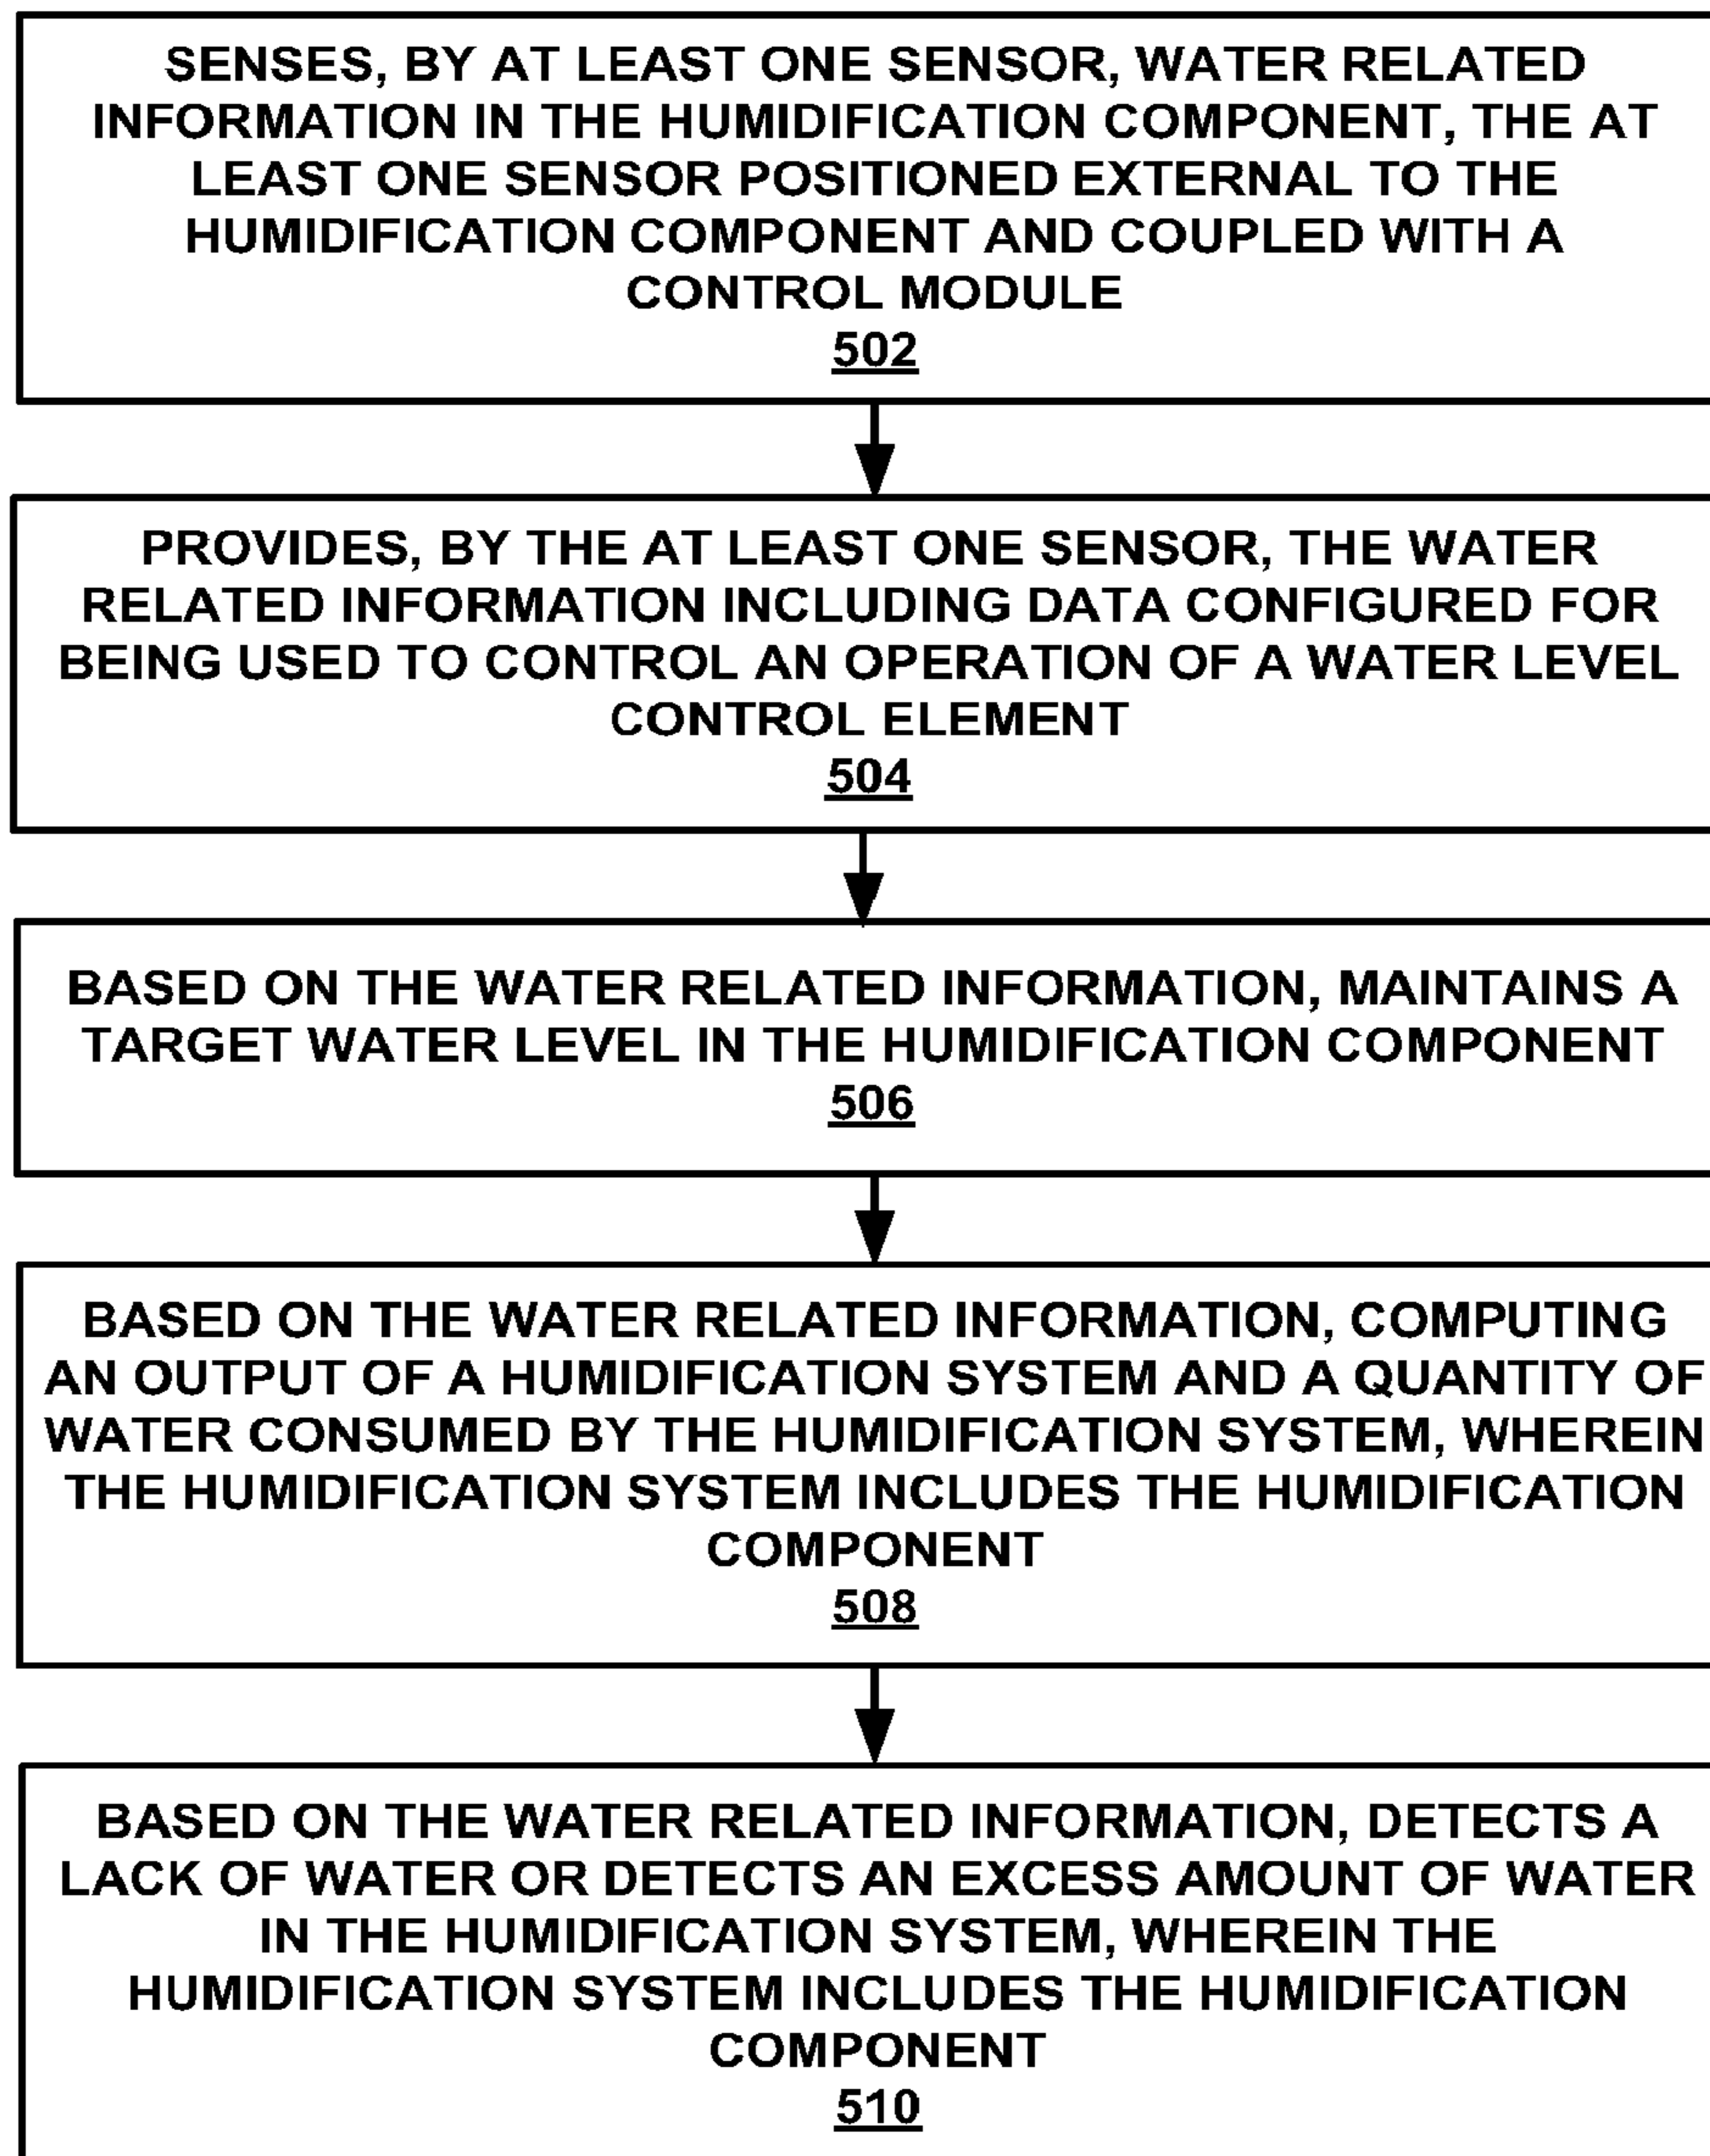 SENSES, BY AT LEAST ONE SENSOR, WATER RELATED
INFORMATION IN THE HUMIDIFICATION COMPONENT, THE AT
LEAST ONE SENSOR POSITIONED EXTERNAL TO THE
HUMIDIFICATION COMPONENT AND COUPLED WITH A
CONTROL MODULE
502
PROVIDES, BY THE AT LEAST ONE SENSOR, THE WATER
RELATED INFORMATION INCLUDING DATA CONFIGURED FOR
BEING USED TO CONTROL AN OPERATION OF A WATER LEVEL
CONTROL ELEMENT
504
BASED ON THE WATER RELATED INFORMATION, MAINTAINS A
TARGET WATER LEVEL IN THE HUMIDIFICATION COMPONENT
506
BASED ON THE WATER RELATED INFORMATION, COMPUTING
AN OUTPUT OF A HUMIDIFICATION SYSTEM AND A QUANTITY OF
WATER CONSUMED BY THE HUMIDIFICATION SYSTEM, WHEREIN
THE HUMIDIFICATION SYSTEM INCLUDES THE HUMIDIFICATION
COMPONENT
508
BASED ON THE WATER RELATED INFORMATION, DETECTS A
LACK OF WATER OR DETECTS AN EXCESS AMOUNT OF WATER
IN THE HUMIDIFICATION SYSTEM, WHEREIN THE
HUMIDIFICATION SYSTEM INCLUDES THE HUMIDIFICATION
COMPONENT
510